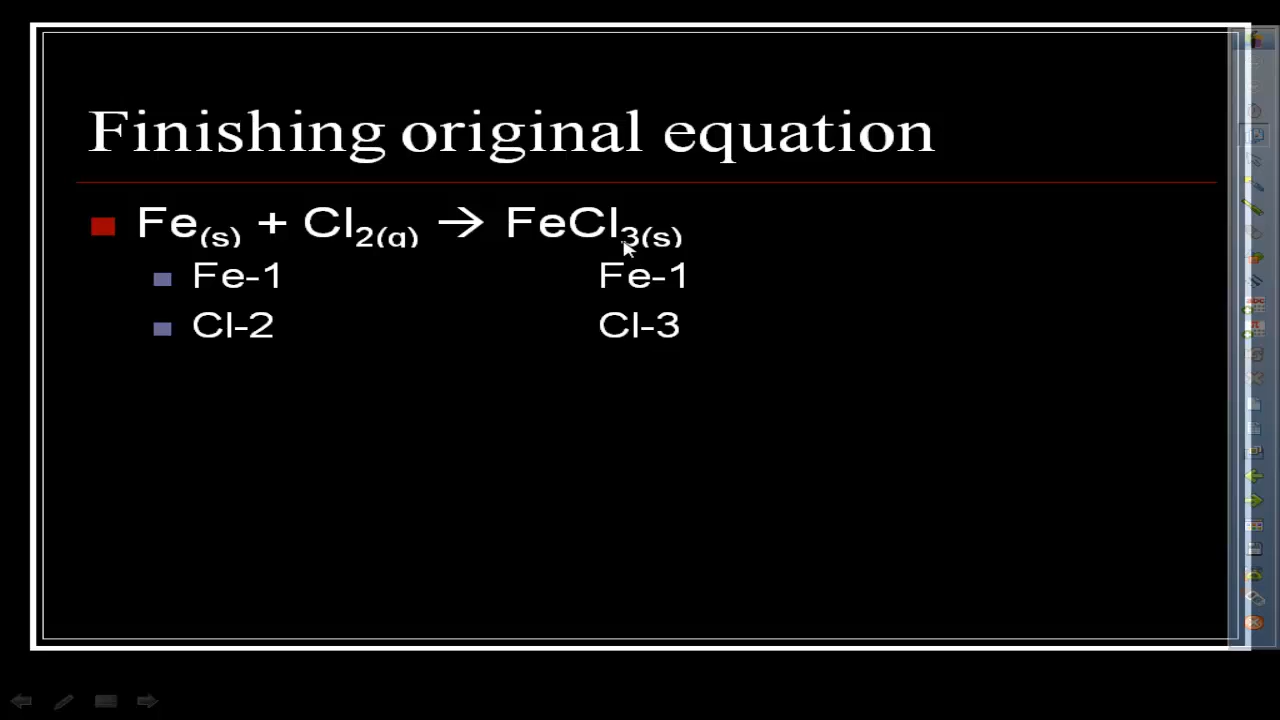 Finishing original equation
Fe(s) + Cl2(g) → FeCl3(s)
Fe-1 Fe-1
Cl-2 Cl-3